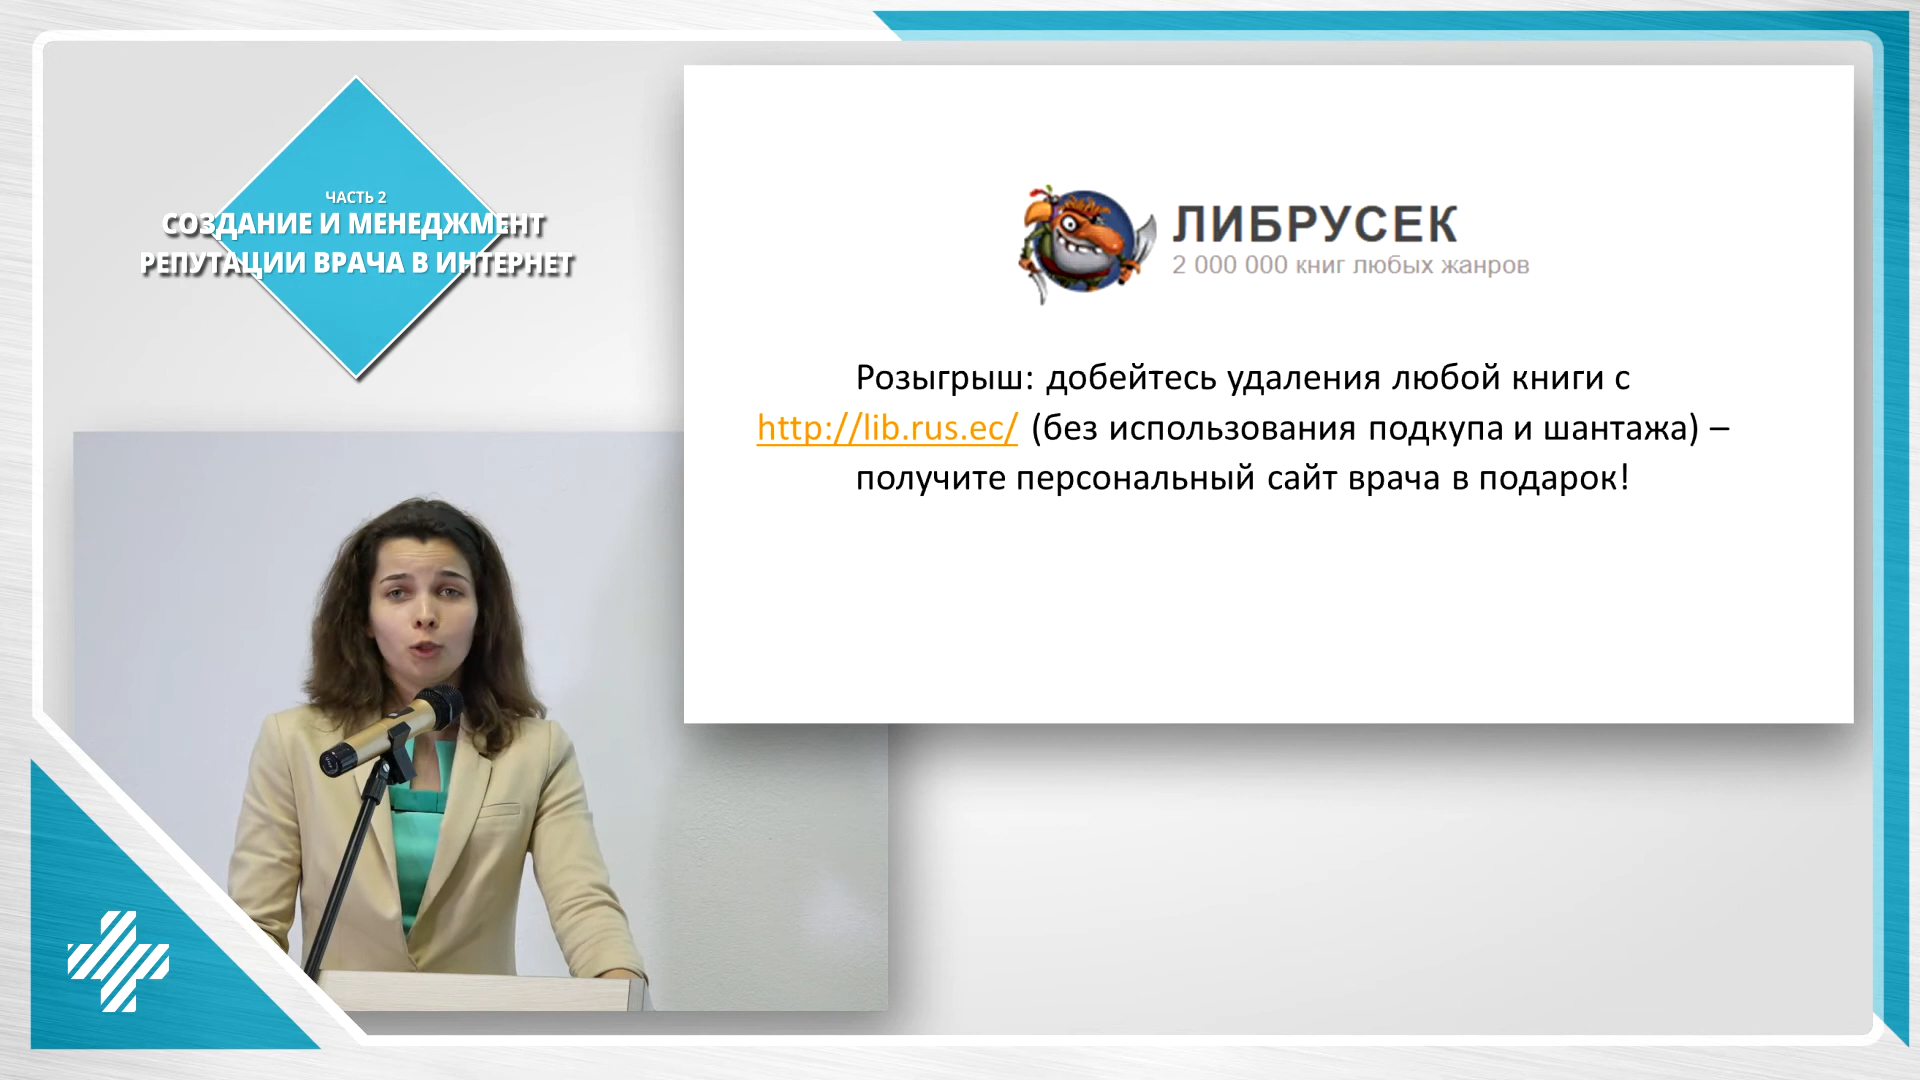 ЧАСТЬ 2
СОЗДАНИЕ И МЕНЕДЖМЕНТ
РЕПУТАЦИИ ВРАЧА В ИНТЕРНЕТ
ЛИБРУСЕК
2 000 000 книг любых жанров
Розыгрыш: добейтесь удаления любой книги с
http://lib.rus.ec/ (без использования подкупа и шантажа) –
получите персональный сайт врача в подарок!